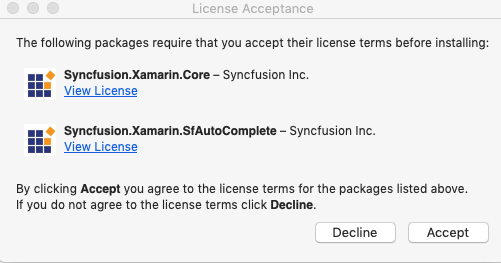 License Acceptance
The following packages require that you accept their license terms before installing:
Syncfusion.Xamarin.Core – Syncfusion Inc.
View License
Syncfusion.Xamarin.SfAutoComplete – Syncfusion Inc.
View License
By clicking Accept you agree to the license terms for the packages listed above.
If you do not agree to the license terms click Decline.
Decline Accept